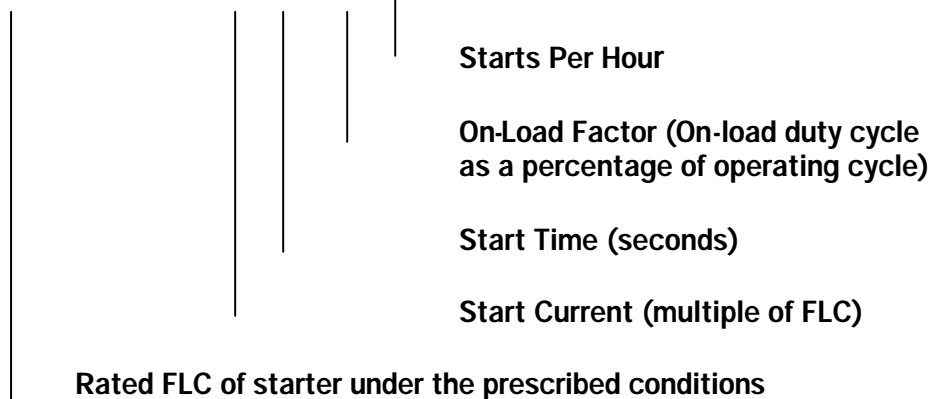 Starts Per Hour
On-Load Factor (On-load duty cycle
as a percentage of operating cycle)
Start Time (seconds)
Start Current (multiple of FLC)
Rated FLC of starter under the prescribed conditions